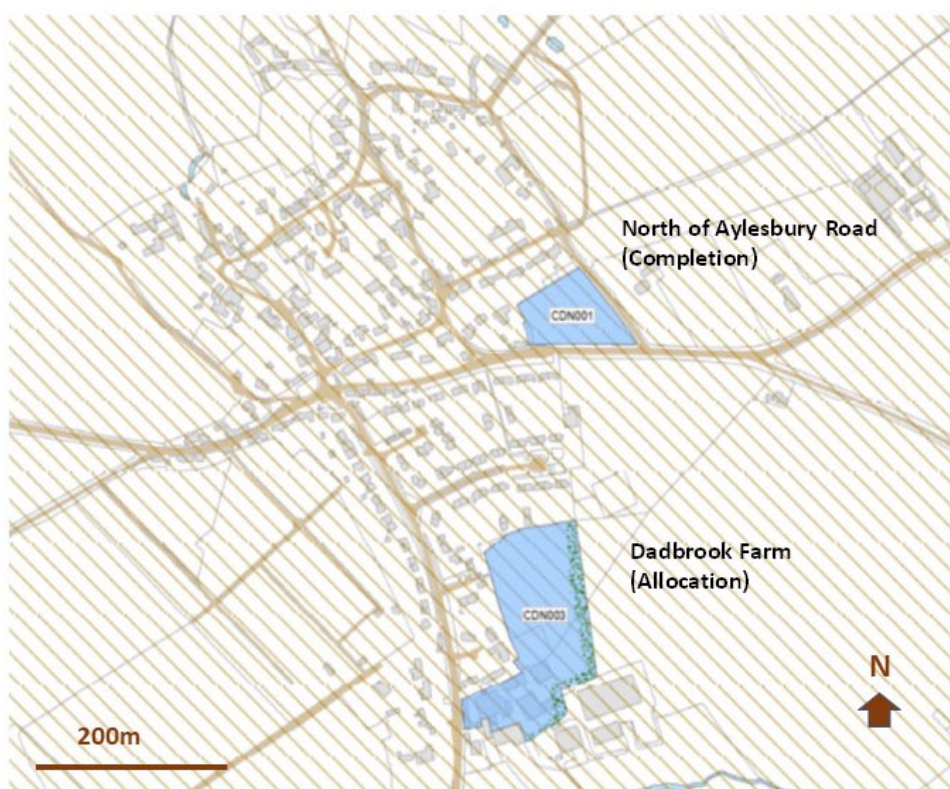 North of Aylesbury Road
(Completion)
CDN001
Dadbrook Farm
(Allocation)
CDN003
N
200m